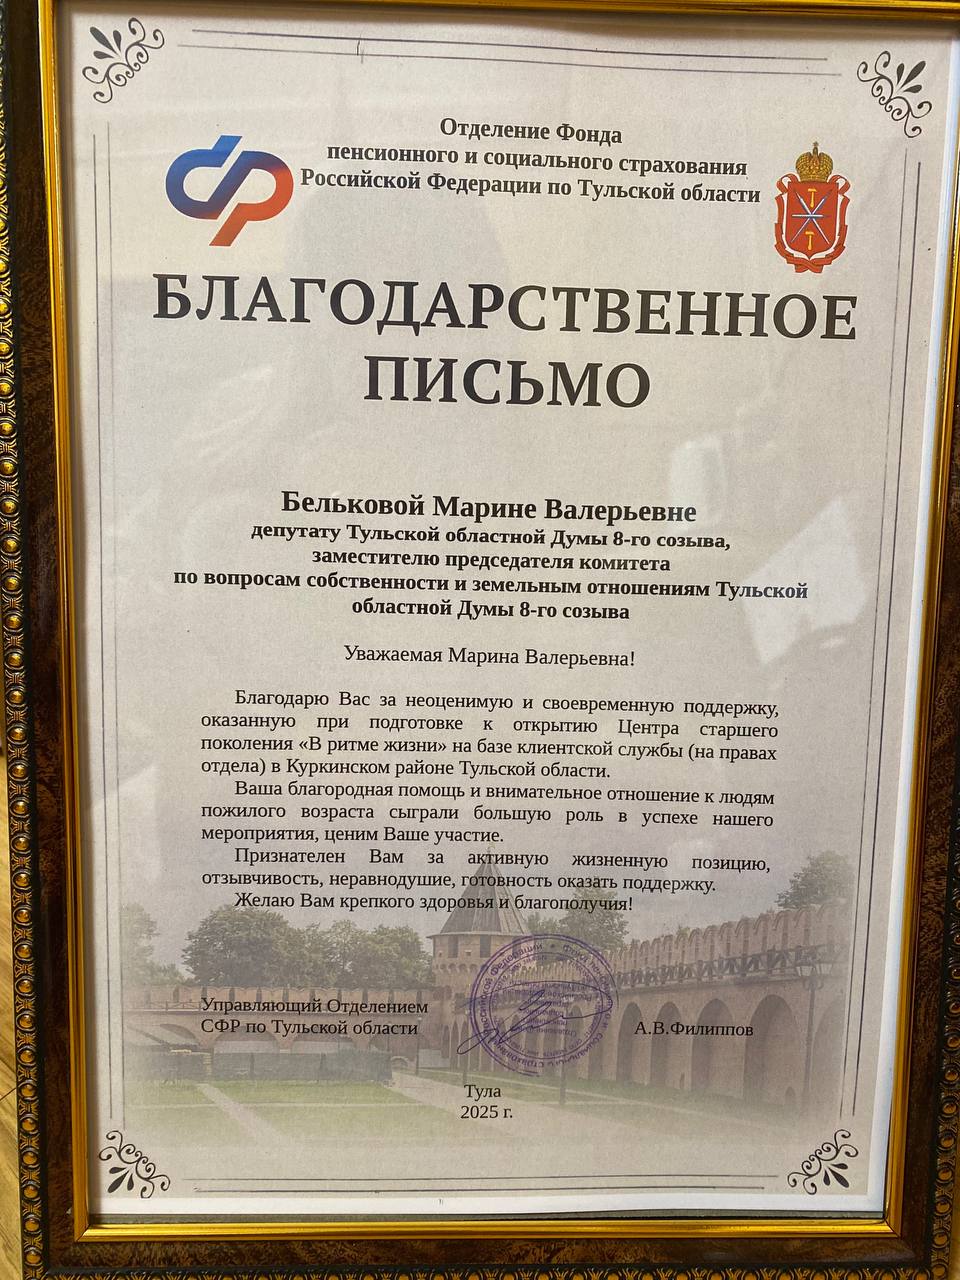 Отделение Фонда
пенсионного и социального страхования
Российской Федерации по Тульской области
БЛАГОДАРСТВЕННОЕ
ПИСЬМО
Бельковой Марине Валерьевне
депутату Тульской областной Думы 8-го созыва,
заместителю председателя комитета
по вопросам собственности и земельным отношениям Тульской
областной Думы 8-го созыва
Уважаемая Марина Валерьевна!
Благодарю Вас за неоценимую и своевременную поддержку,
оказанную при подготовке к открытию Центра старшего
поколения «В ритме жизни» на базе клиентской службы (на правах
отдела) в Куркинском районе Тульской области.
Ваша благородная помощь и внимательное отношение к людям
пожилого возраста сыграли большую роль в успехе нашего
мероприятия, ценим Ваше участие.
Признателен Вам за активную жизненную позицию,
отзывчивость, неравнодушие, готовность оказать поддержку.
Желаю Вам крепкого здоровья и благополучия!
Управляющий Отделением
СФР по Тульской области
А.В.Филиппов
Тула
2025 г.